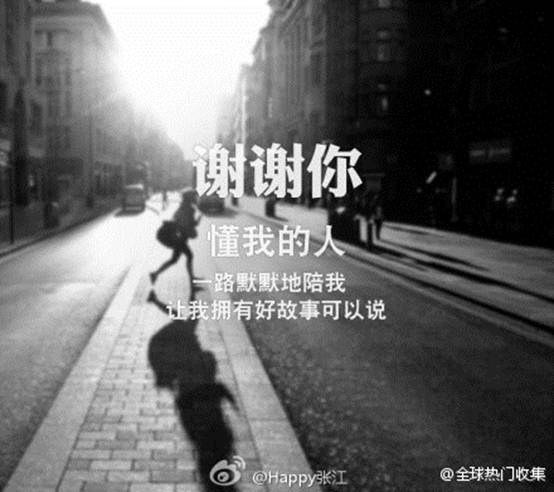 谢谢你
懂我的人
一路默默地陪我
让我拥有好故事可以说
@Happy张江
@全球热门收集